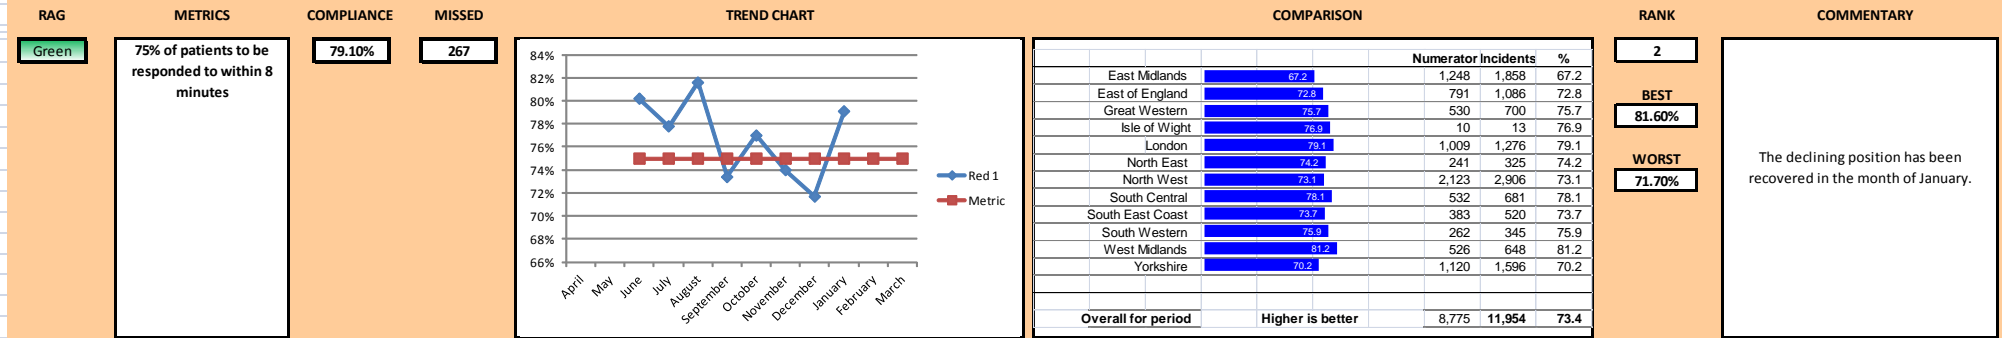 RAG METRICS COMPLIANCE MISSED TREND CHART COMPARISON RANK COMMENTARY
Green
75% of patients to be
responded to within 8
minutes
79.10%
267
84%
82%
80%
78%
76%
74%
72%
70%
68%
66%
April
May
June
July
August
September
October
November
December
January
February
March
Red 1
Metric
Numerator Incidents %
East Midlands 67.2 1,248 1,858 67.2
East of England 72.8 791 1,086 72.8
Great Western 75.7 530 700 75.7
Isle of Wight 76.9 10 13 76.9
London 79.1 1,009 1,276 79.1
North East 74.2 241 325 74.2
North West 73.1 2,123 2,906 73.1
South Central 78.1 532 681 78.1
South East Coast 73.7 383 520 73.7
South Western 75.9 262 345 75.9
West Midlands 81.2 526 648 81.2
Yorkshire 70.2 1,120 1,596 70.2
Overall for period Higher is better 8,775 11,954 73.4
2
BEST
81.60%
WORST
71.70%
The declining position has been
recovered in the month of January.